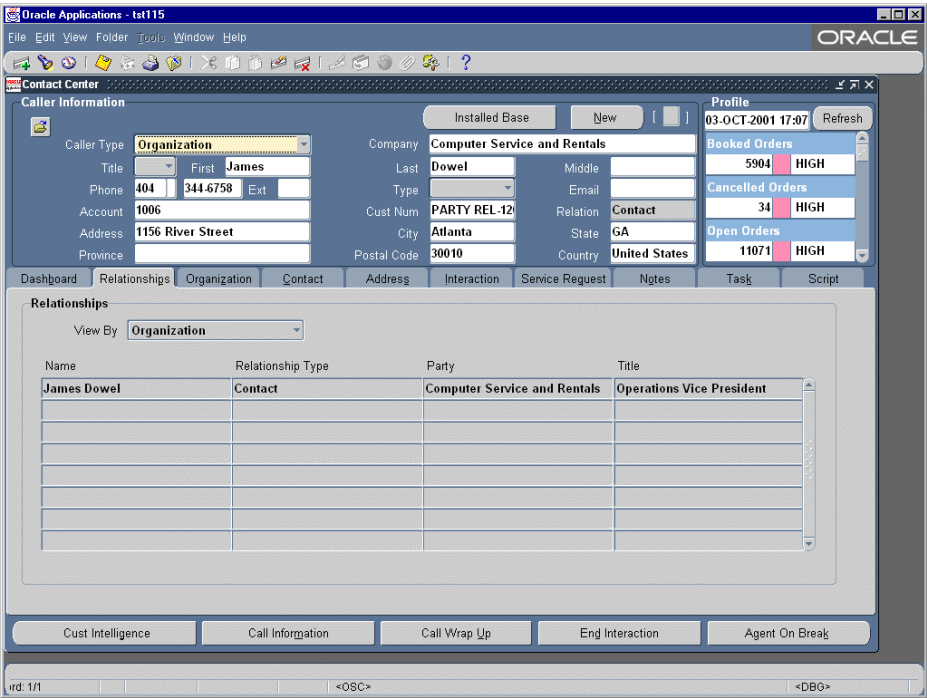 Oracle Applications - tst115
File Edit View Folder Tools Window Help
ORACLE
Contact Center
Caller Information
Installed Base New [ ]
Profile
03-OCT-2001 17:07 Refresh
Caller Type Organization Company Computer Service and Rentals
Booked Orders
Title First James Last Dowel Middle
5904 HIGH
Phone 404 344-6758 Ext Type Email
Cancelled Orders
Account 1006 Cust Num PARTY REL-12 Relation Contact
34 HIGH
Address 1156 River Street City Atlanta State GA
Open Orders
Province Postal Code 30010 Country United States
11071 HIGH
Dashboard Relationships Organization Contact Address Interaction Service Request Notes Task Script
Relationships
View By Organization
Name Relationship Type Party Title
James Dowel Contact Computer Service and Rentals Operations Vice President
Cust Intelligence Call Information Call Wrap Up End Interaction Agent On Break
rd: 1/1 <OSC> <DBG>